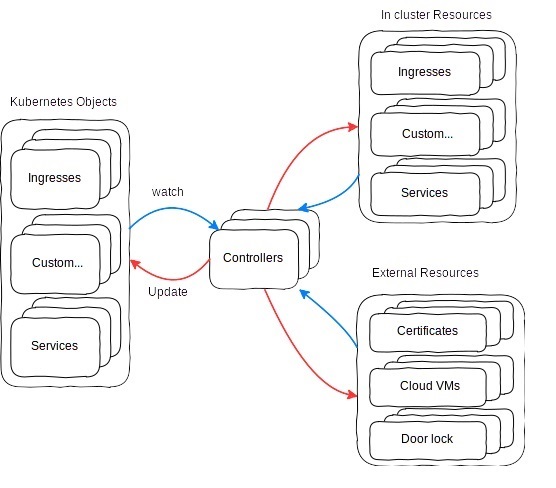 In cluster Resources
Ingresses
Custom...
Services
Kubernetes Objects
Ingresses
Custom...
Services
watch
Update
Controllers
External Resources
Certificates
Cloud VMs
Door lock